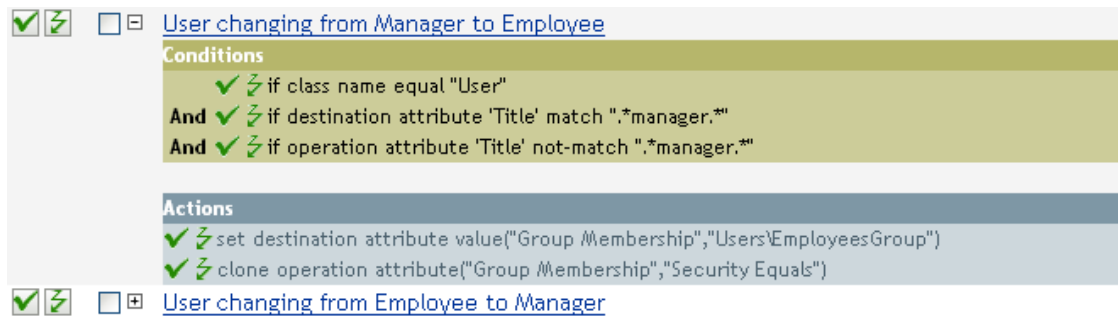 User changing from Manager to Employee
Conditions
if class name equal "User"
And if destination attribute 'Title' match ".*manager.*"
And if operation attribute 'Title' not-match ".*manager.*"
Actions
set destination attribute value("Group Membership","Users\EmployeesGroup")
clone operation attribute("Group Membership","Security Equals")
User changing from Employee to Manager